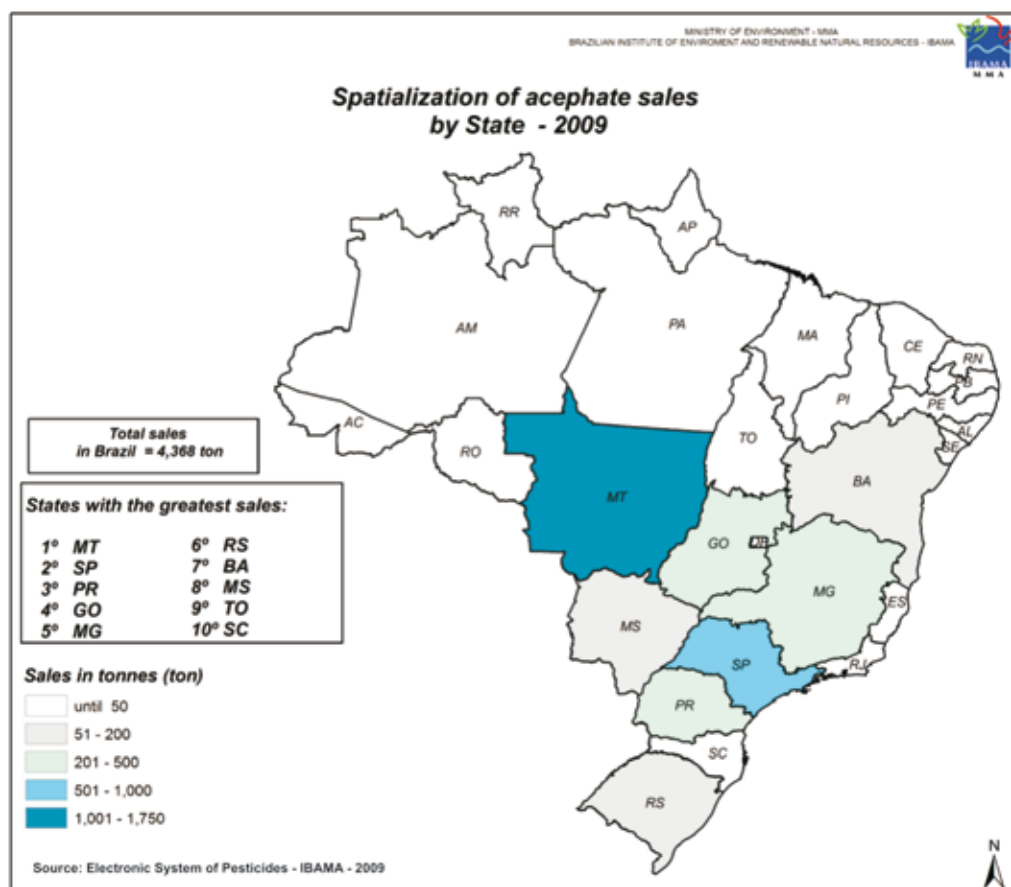 MINISTRY OF ENVIRONMENT - MMA
BRAZILIAN INSTITUTE OF ENVIROMENT AND RENEWABLE NATURAL RESOURCES - IBAMA
IBAMA
M M A
Spatialization of acephate sales
by State - 2009
RR
AP
AM
PA
MA
CE
RN
PB
PI
PE
AC
TO
AL
SE
RO
BA
MT
GO
DF
MG
ES
MS
SP
RJ
PR
SC
RS
Total sales
in Brazil = 4,368 ton
States with the greatest sales:
1º MT 6º RS
2º SP 7º BA
3º PR 8º MS
4º GO 9º TO
5º MG 10º SC
Sales in tonnes (ton)
until 50
51 - 200
201 - 500
501 - 1,000
1,001 - 1,750
Source: Electronic System of Pesticides - IBAMA - 2009
N